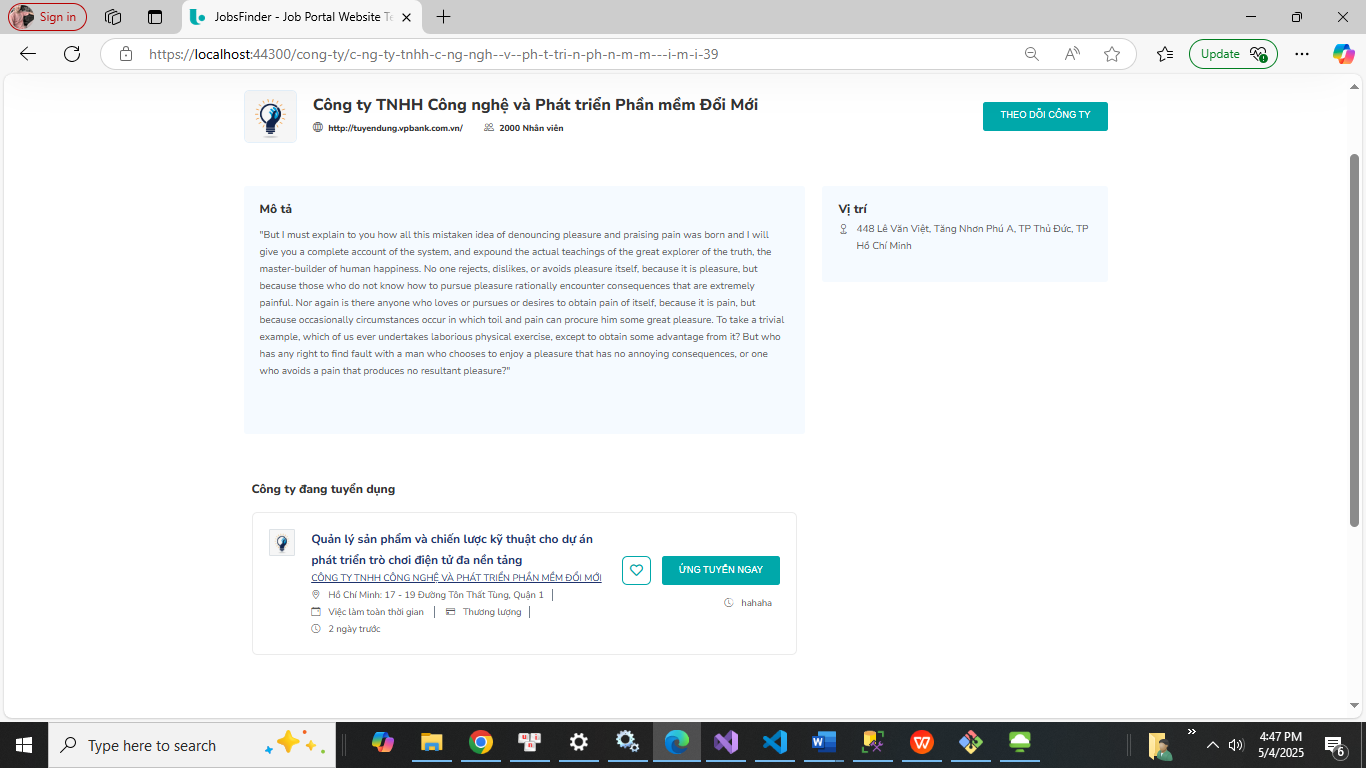 Sign in
JobsFinder - Job Portal Website Te
https://localhost:44300/cong-ty/c-ng-ty-tnhh-c-ng-ngh--v--ph-t-tri-n-ph-n-m-m---i-m-i-39
Update
Công ty TNHH Công nghệ và Phát triển Phần mềm Đổi Mới
http://tuyendung.vpbank.com.vn/ 2000 Nhân viên
THEO DÕI CÔNG TY
Mô tả
"But I must explain to you how all this mistaken idea of denouncing pleasure and praising pain was born and I will
give you a complete account of the system, and expound the actual teachings of the great explorer of the truth, the
master-builder of human happiness. No one rejects, dislikes, or avoids pleasure itself, because it is pleasure, but
because those who do not know how to pursue pleasure rationally encounter consequences that are extremely
painful. Nor again is there anyone who loves or pursues or desires to obtain pain of itself, because it is pain, but
because occasionally circumstances occur in which toil and pain can procure him some great pleasure. To take a trivial
example, which of us ever undertakes laborious physical exercise, except to obtain some advantage from it? But who
has any right to find fault with a man who chooses to enjoy a pleasure that has no annoying consequences, or one
who avoids a pain that produces no resultant pleasure?"
Vị trí
448 Lê Văn Việt, Tăng Nhơn Phú A, TP Thủ Đức, TP
Hồ Chí Minh
Công ty đang tuyển dụng
Quản lý sản phẩm và chiến lược kỹ thuật cho dự án
phát triển trò chơi điện tử đa nền tảng
CÔNG TY TNHH CÔNG NGHỆ VÀ PHÁT TRIỂN PHẦN MỀM ĐỔI MỚI
Hồ Chí Minh: 17 - 19 Đường Tôn Thất Tùng, Quận 1
Việc làm toàn thời gian
Thương lượng
2 ngày trước
ỨNG TUYỂN NGAY
hahaha
Type here to search
4:47 PM
5/4/2025
6